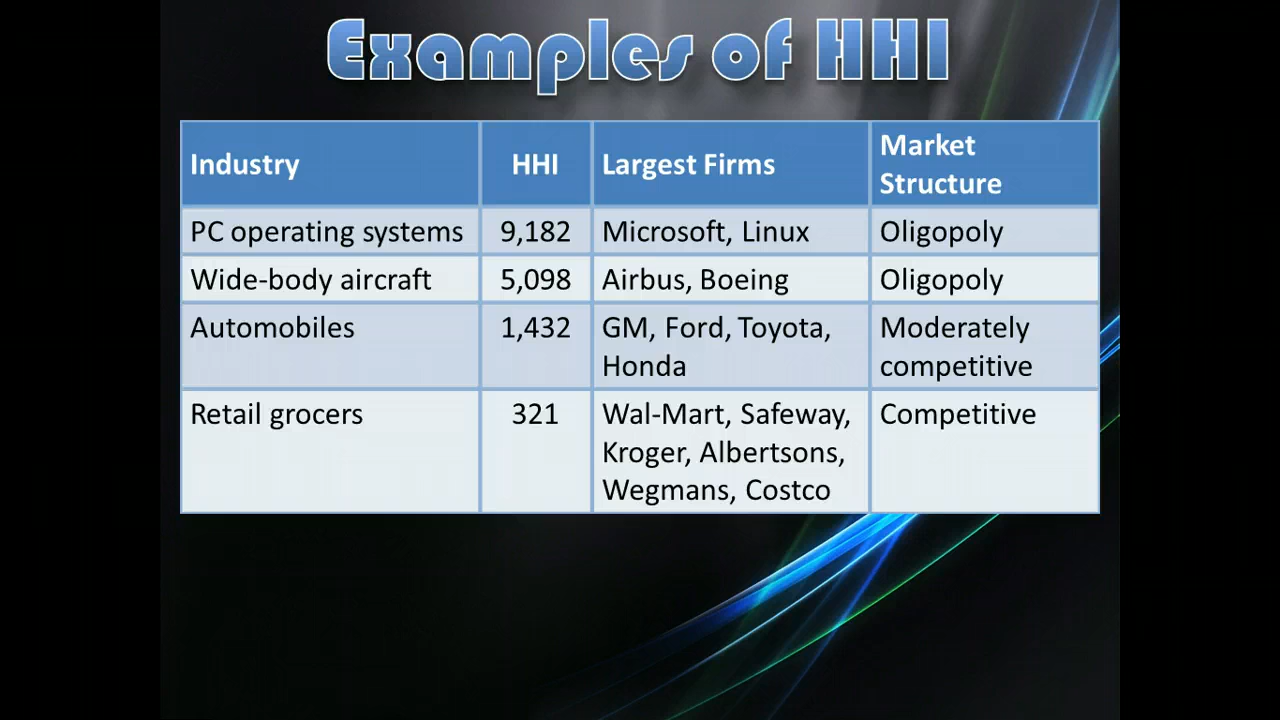 Examples of HHI
Industry HHI Largest Firms Market Structure
PC operating systems 9,182 Microsoft, Linux Oligopoly
Wide-body aircraft 5,098 Airbus, Boeing Oligopoly
Automobiles 1,432 GM, Ford, Toyota, Moderately
Honda competitive
Retail grocers 321 Wal-Mart, Safeway, Competitive
Kroger, Albertsons,
Wegmans, Costco